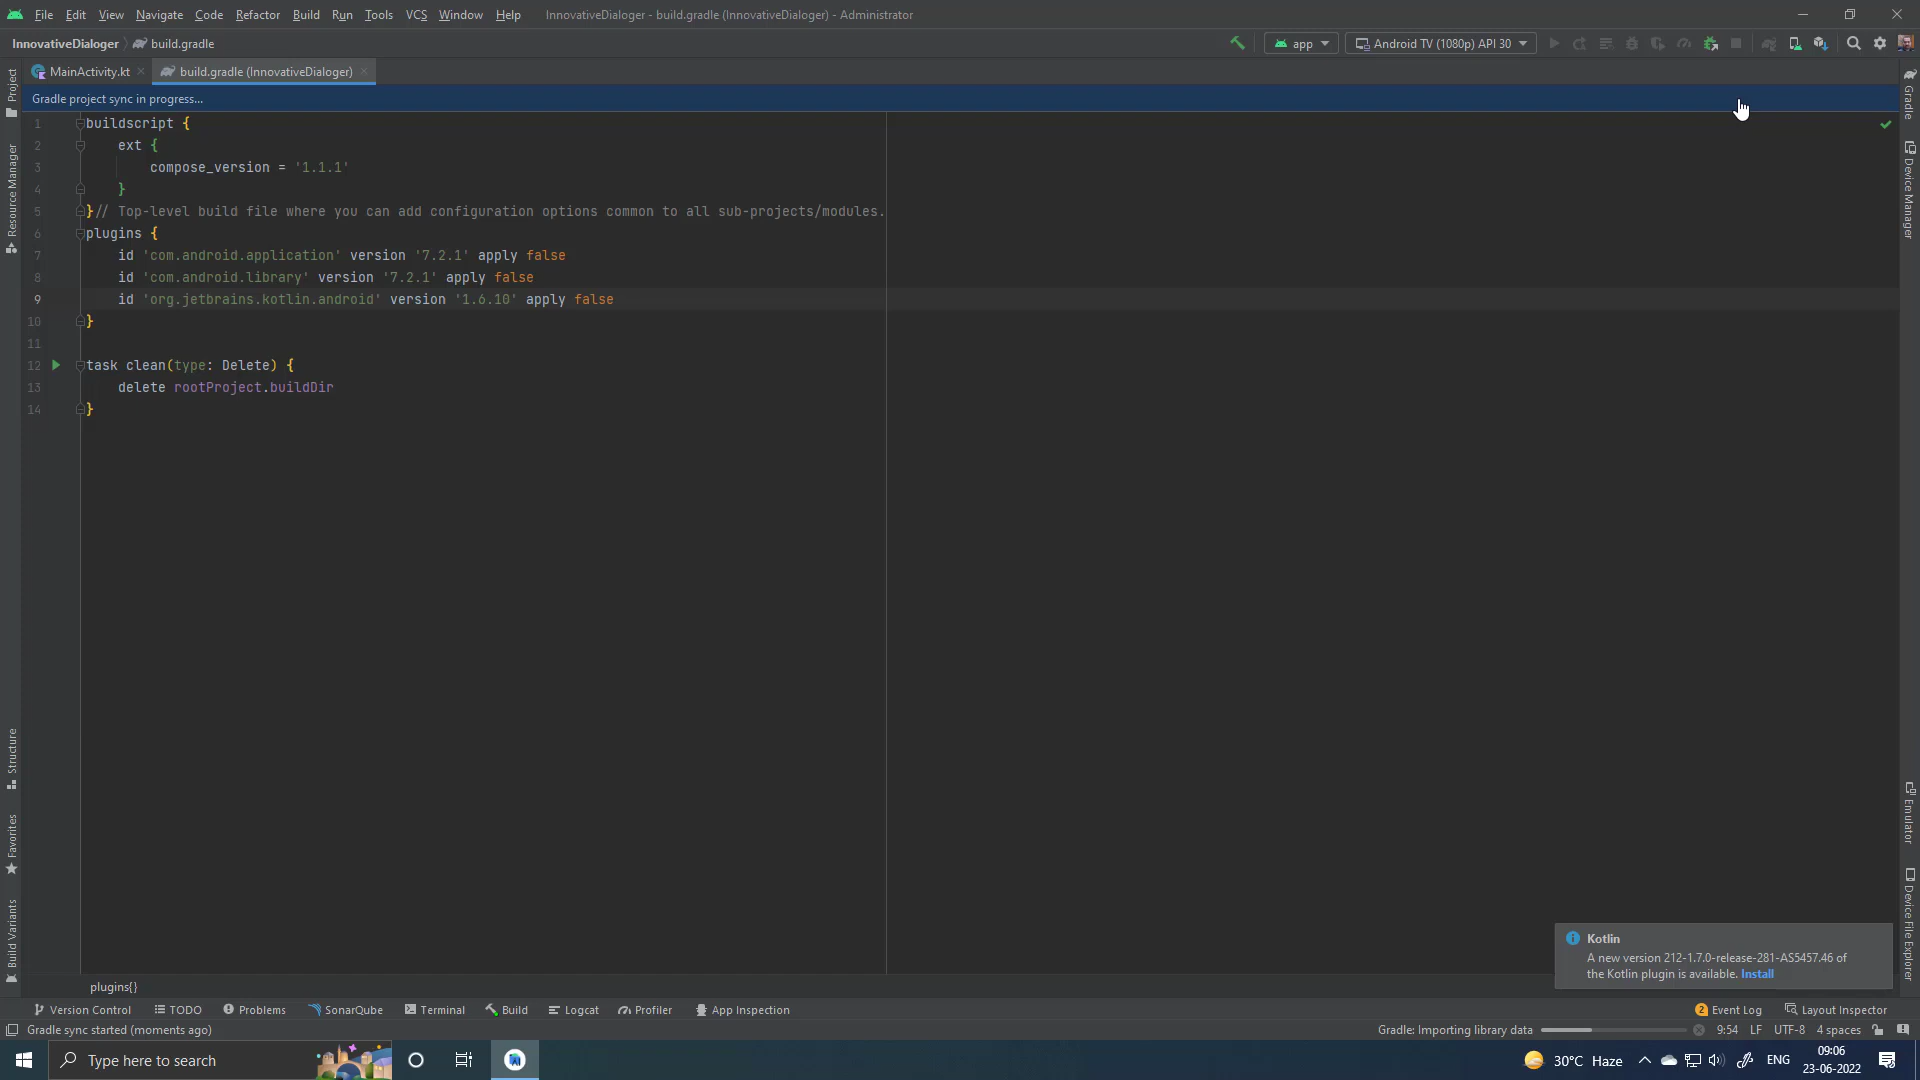 File Edit View Navigate Code Refactor Build Run Tools VCS Window Help InnovativeDialoger - build.gradle (InnovativeDialoger) - Administrator
InnovativeDialoger build.gradle app Android TV (1080p) API 30
MainActivity.kt build.gradle (InnovativeDialoger)
Gradle project sync in progress...
1 buildscript {
2 ext {
3 compose_version = '1.1.1'
4 }
5 }// Top-level build file where you can add configuration options common to all sub-projects/modules.
6 plugins {
7 id 'com.android.application' version '7.2.1' apply false
8 id 'com.android.library' version '7.2.1' apply false
9 id 'org.jetbrains.kotlin.android' version '1.6.10' apply false
10 }
11
12 task clean(type: Delete) {
13 delete rootProject.buildDir
14 }
Project
Resource Manager
Structure
Favorites
Build Variants
Gradle
Device Manager
Emulator
Device File Explorer
Kotlin
A new version 212-1.7.0-release-281-AS5457.46 of
the Kotlin plugin is available. Install
plugins{}
Version Control TODO Problems SonarQube Terminal Build Logcat Profiler App Inspection 2 Event Log Layout Inspector
Gradle sync started (moments ago) Gradle: Importing library data 9:54 LF UTF-8 4 spaces
Type here to search 30°C Haze ENG 09:06
23-06-2022